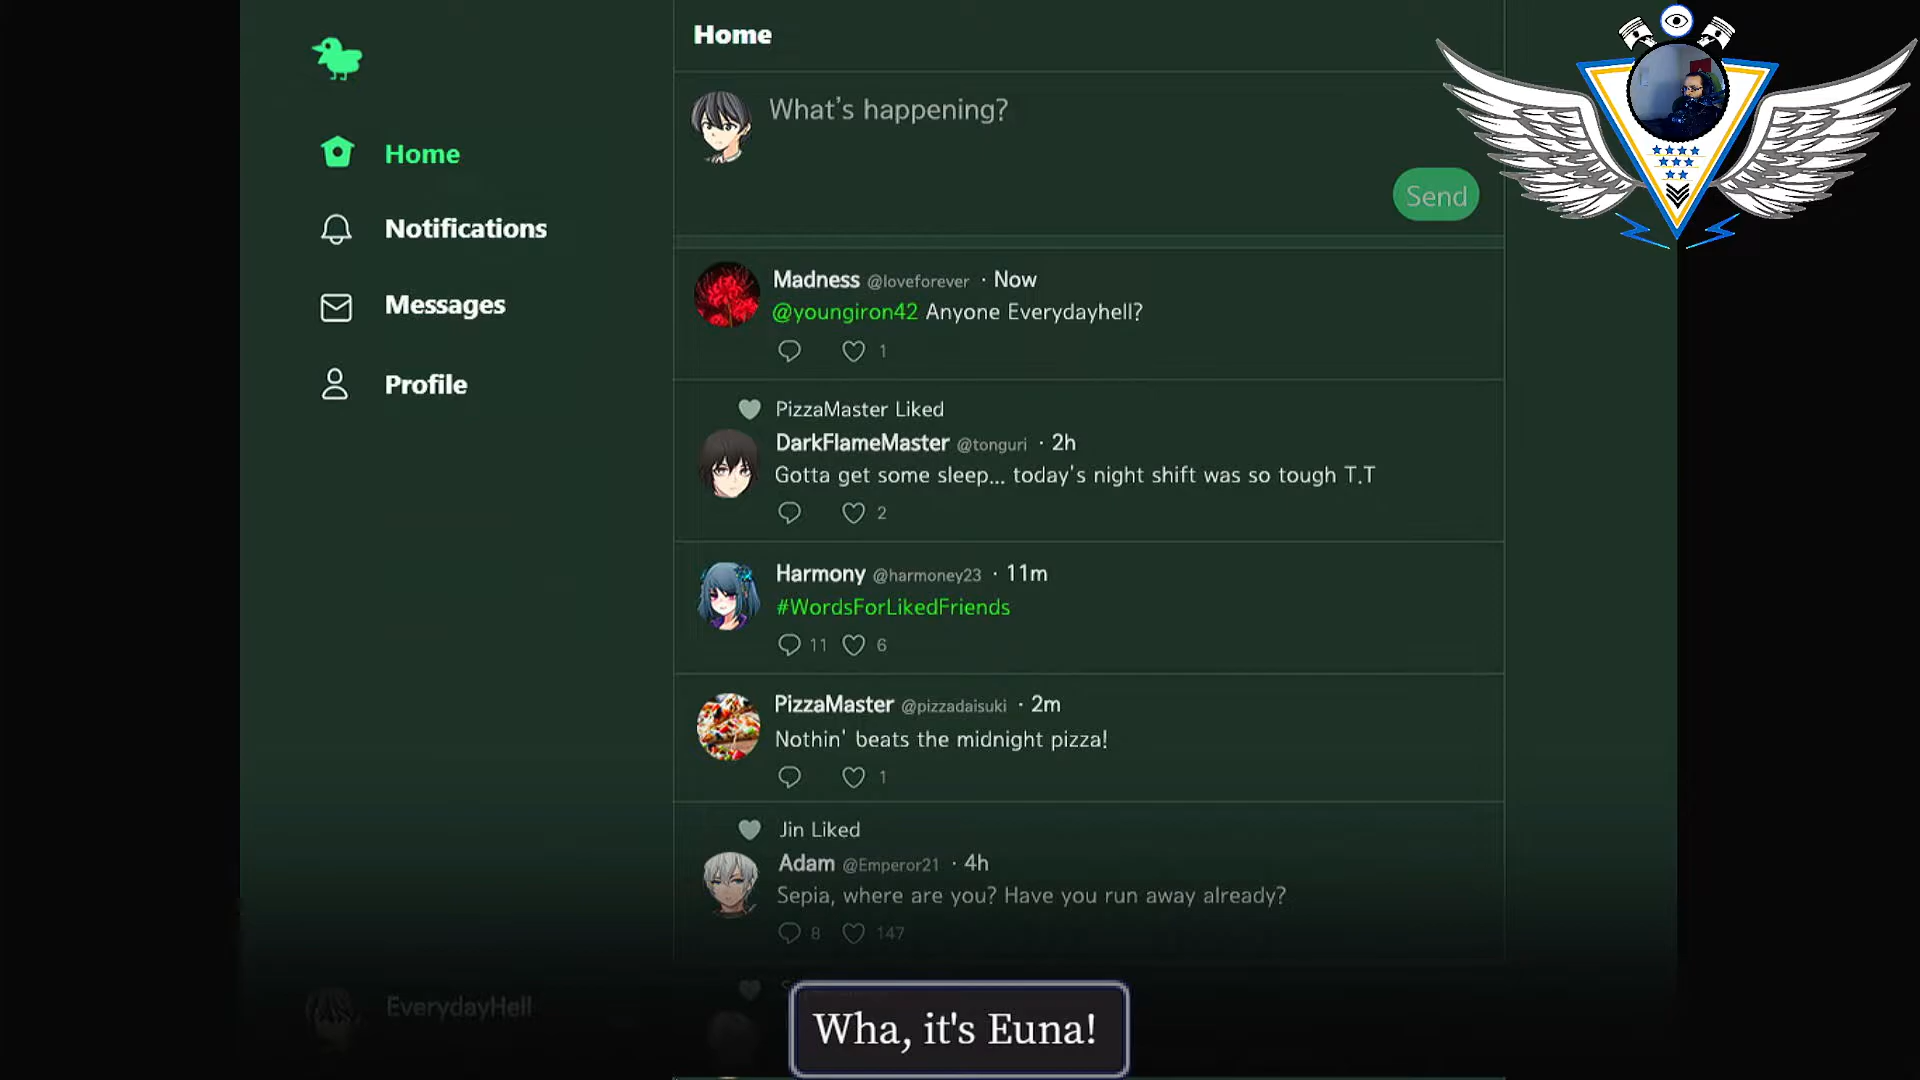 Home
Notifications
Messages
Profile
EverydayHell
Home
What's happening?
Send
Madness @loveforever · Now
@youngiron42 Anyone Everydayhell?
1
PizzaMaster Liked
DarkFlameMaster @tonguri · 2h
Gotta get some sleep... today's night shift was so tough T.T
2
Harmony @harmoney23 · 11m
#WordsForLikedFriends
11 6
PizzaMaster @pizzadaisuki · 2m
Nothin' beats the midnight pizza!
1
Jin Liked
Adam @Emperor21 · 4h
Sepia, where are you? Have you run away already?
8 147
Wha, it's Euna!